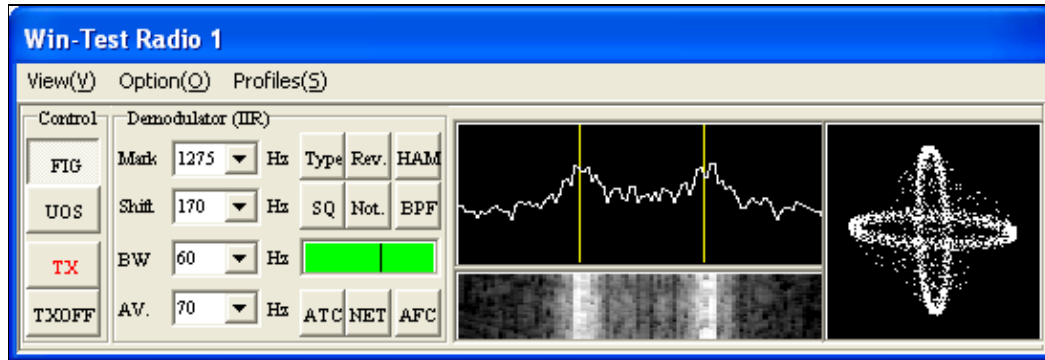 Win-Test Radio 1
View(V) Option(O) Profiles(S)
Control Demodulator (IIR)
FIG Mark 1275 Hz Type Rev. HAM
UOS Shift 170 Hz SQ Not. BPF
TX BW 60 Hz
TXOFF AV. 70 Hz ATC NET AFC